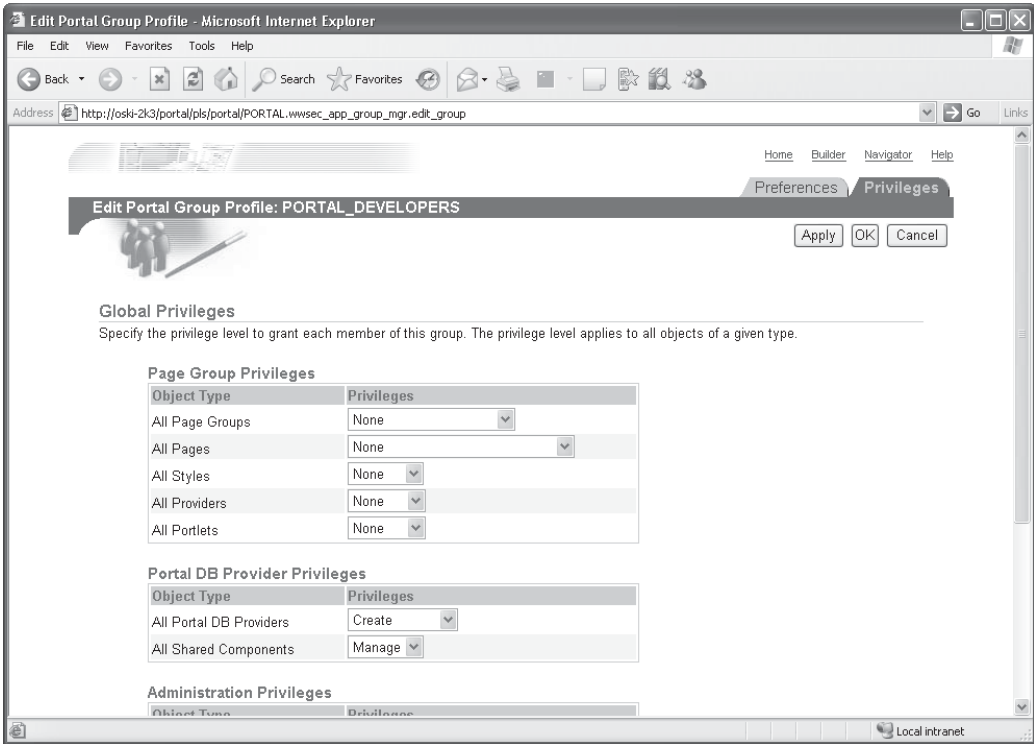 Edit Portal Group Profile - Microsoft Internet Explorer
File Edit View Favorites Tools Help
Back Search Favorites
Address http://oski-2k3/portal/pls/portal/PORTAL.wwsec_app_group_mgr.edit_group Go Links
Home Builder Navigator Help
Preferences Privileges
Edit Portal Group Profile: PORTAL_DEVELOPERS
Apply OK Cancel
Global Privileges
Specify the privilege level to grant each member of this group. The privilege level applies to all objects of a given type.
Page Group Privileges
Object Type Privileges
All Page Groups None
All Pages None
All Styles None
All Providers None
All Portlets None
Portal DB Provider Privileges
Object Type Privileges
All Portal DB Providers Create
All Shared Components Manage
Administration Privileges
Object Type Privileges
Local intranet